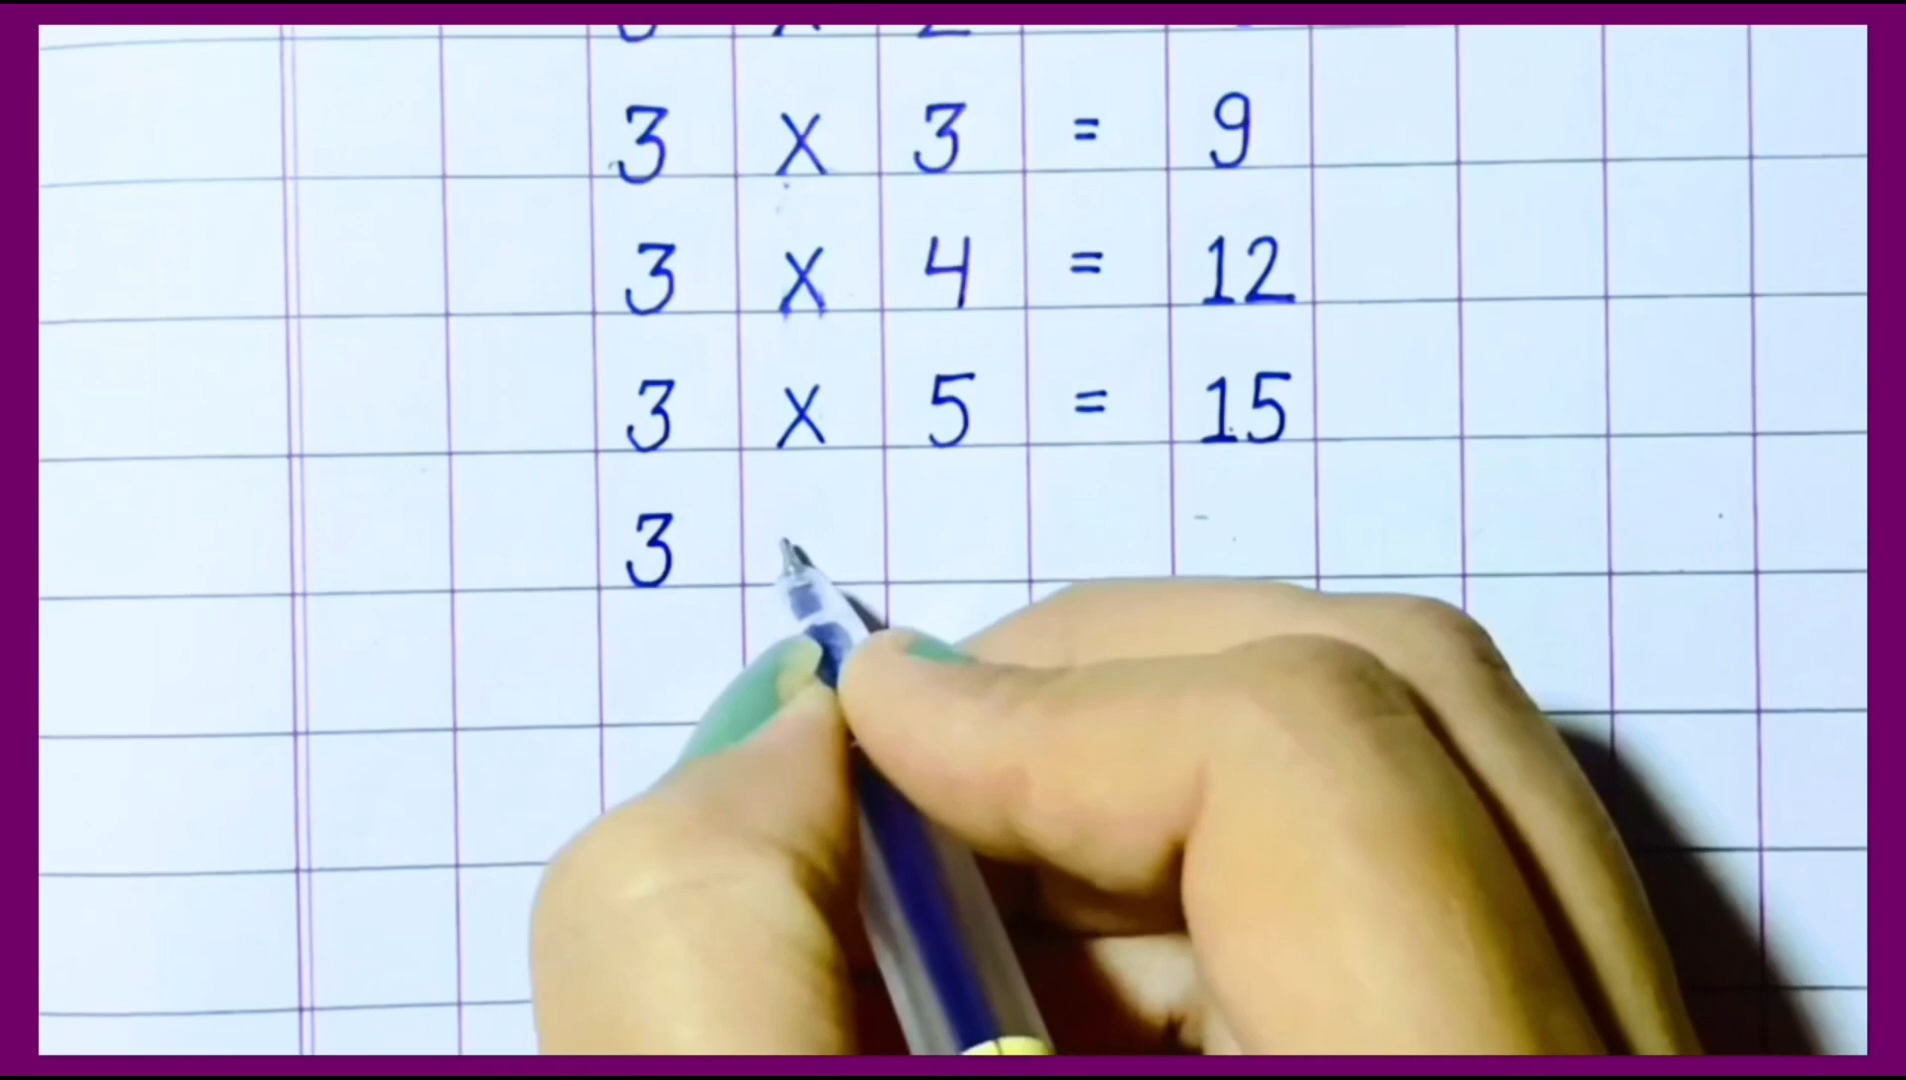 3 x 3 = 9
3 x 4 = 12
3 x 5 = 15
3